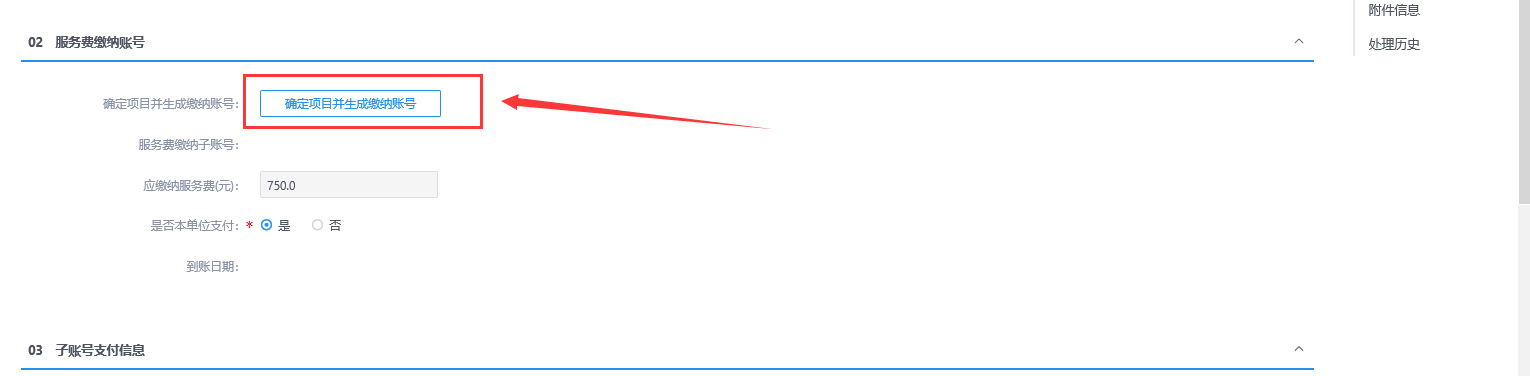 附件信息
02 服务费缴纳账号
处理历史
确定项目并生成缴纳账号: 确定项目并生成缴纳账号
服务费缴纳子账号:
应缴纳服务费(元): 750.0
是否本单位支付: * 是 否
到账日期:
03 子账号支付信息